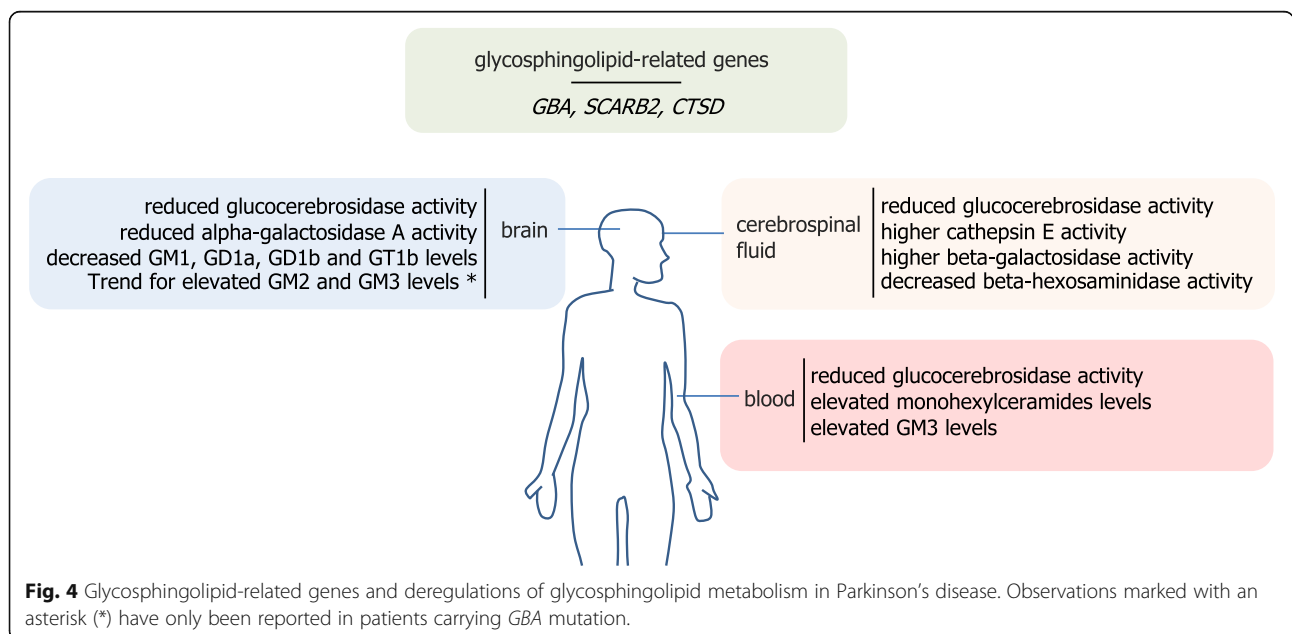 glycosphingolipid-related genes
GBA, SCARB2, CTSD
reduced glucocerebrosidase activity
reduced alpha-galactosidase A activity
decreased GM1, GD1a, GD1b and GT1b levels
Trend for elevated GM2 and GM3 levels *
brain
cerebrospinal
fluid
reduced glucocerebrosidase activity
higher cathepsin E activity
higher beta-galactosidase activity
decreased beta-hexosaminidase activity
blood
reduced glucocerebrosidase activity
elevated monohexylceramides levels
elevated GM3 levels
Fig. 4 Glycosphingolipid-related genes and deregulations of glycosphingolipid metabolism in Parkinson's disease. Observations marked with an
asterisk (*) have only been reported in patients carrying GBA mutation.